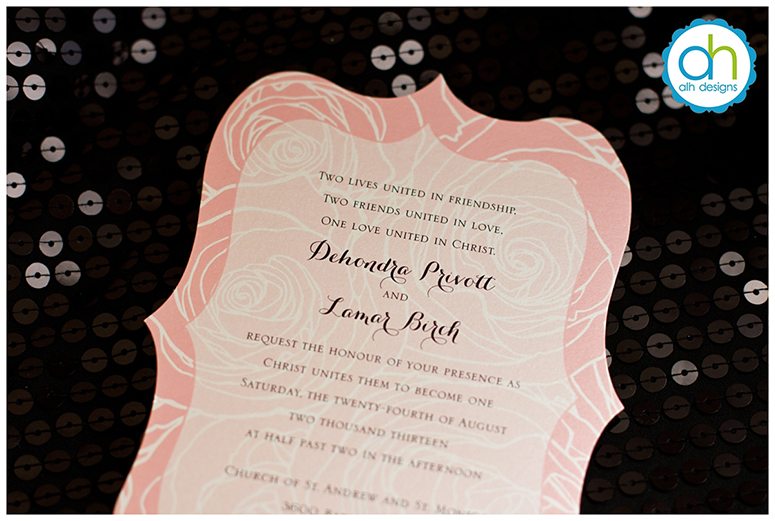 ah
alh designs
Two lives united in friendship,
Two friends united in love,
One love united in Christ.
Dehondra Privott
and
Lamar Birch
request the honour of your presence as
Christ unites them to become one
Saturday, the twenty-fourth of August
two thousand thirteen
at half past two in the afternoon
Church of St. Andrew and St.
3600